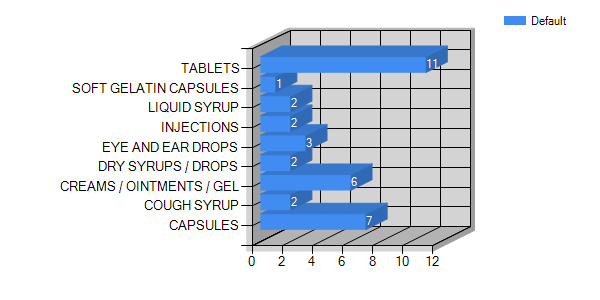 Default
TABLETS 11
SOFT GELATIN CAPSULES 1
LIQUID SYRUP 2
INJECTIONS 2
EYE AND EAR DROPS 3
DRY SYRUPS / DROPS 2
CREAMS / OINTMENTS / GEL 6
COUGH SYRUP 2
CAPSULES 7
0 2 4 6 8 10 12